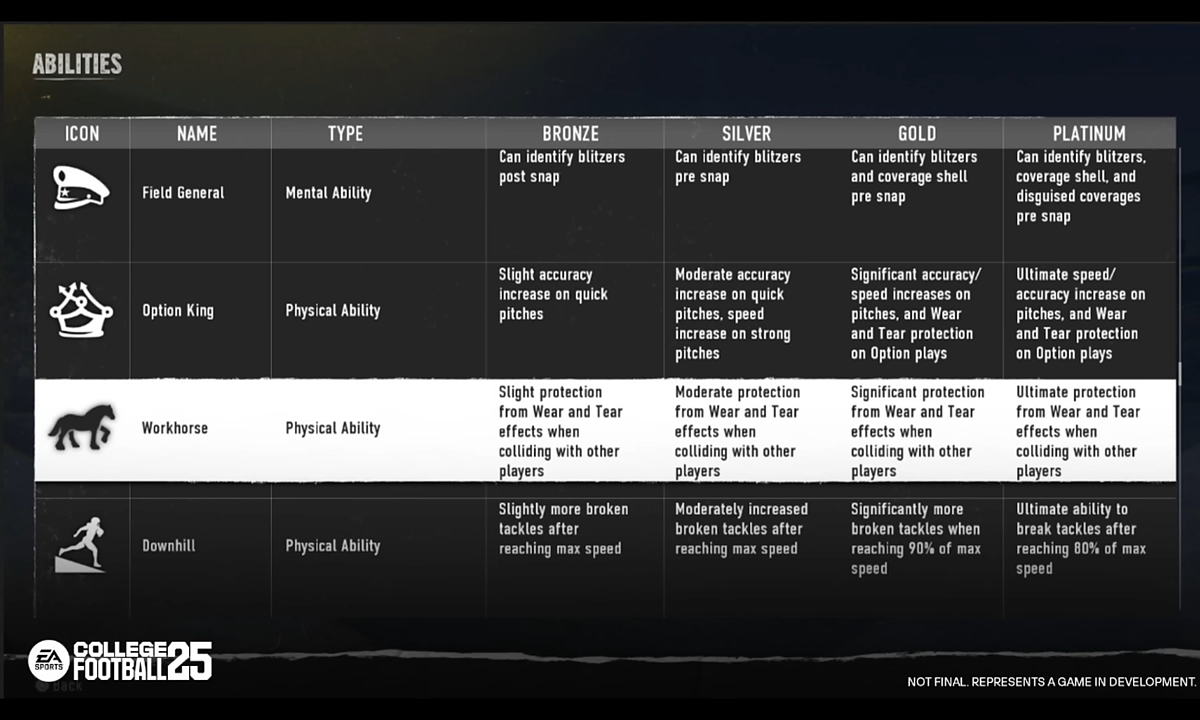 ABILITIES
ICON NAME TYPE BRONZE SILVER GOLD PLATINUM
Field General
Mental Ability
Can identify blitzers
post snap
Can identify blitzers
pre snap
Can identify blitzers
and coverage shell
pre snap
Can identify blitzers,
coverage shell, and
disguised coverages
pre snap
Option King
Physical Ability
Slight accuracy
increase on quick
pitches
Moderate accuracy
increase on quick
pitches, speed
increase on strong
pitches
Significant accuracy/
speed increases on
pitches, and Wear
and Tear protection
on Option plays
Ultimate speed/
accuracy increase on
pitches, and Wear
and Tear protection
on Option plays
Workhorse
Physical Ability
Slight protection
from Wear and Tear
effects when
colliding with other
players
Moderate protection
from Wear and Tear
effects when
colliding with other
players
Significant protection
from Wear and Tear
effects when
colliding with other
players
Ultimate protection
from Wear and Tear
effects when
colliding with other
players
Downhill
Physical Ability
Slightly more broken
tackles after
reaching max speed
Moderately increased
broken tackles after
reaching max speed
Significantly more
broken tackles when
reaching 90% of max
speed
Ultimate ability to
break tackles after
reaching 80% of max
speed
EA
SPORTS
COLLEGE
FOOTBALL 25
Back
NOT FINAL. REPRESENTS A GAME IN DEVELOPMENT.